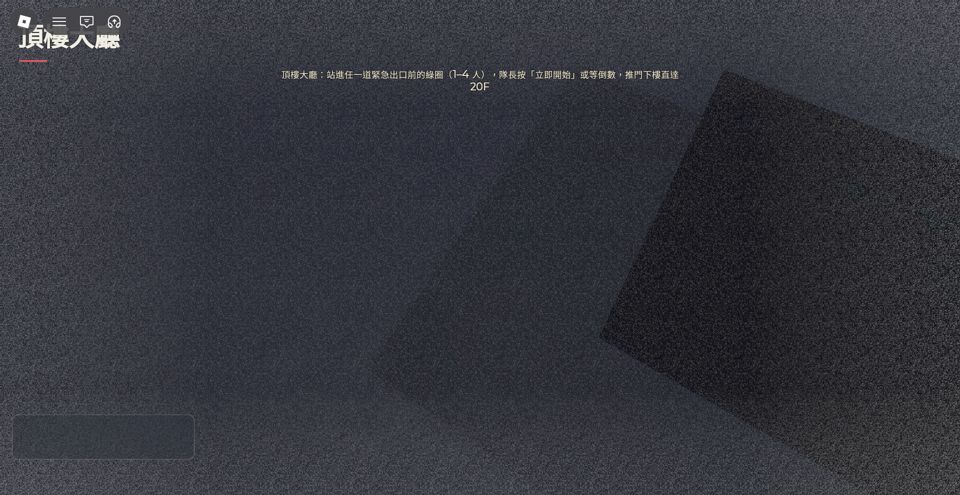 頂樓大廳
頂樓大廳：站進任一道緊急出口前的綠圈（1–4 人），隊長按「立即開始」或等倒數，推門下樓直達
20F